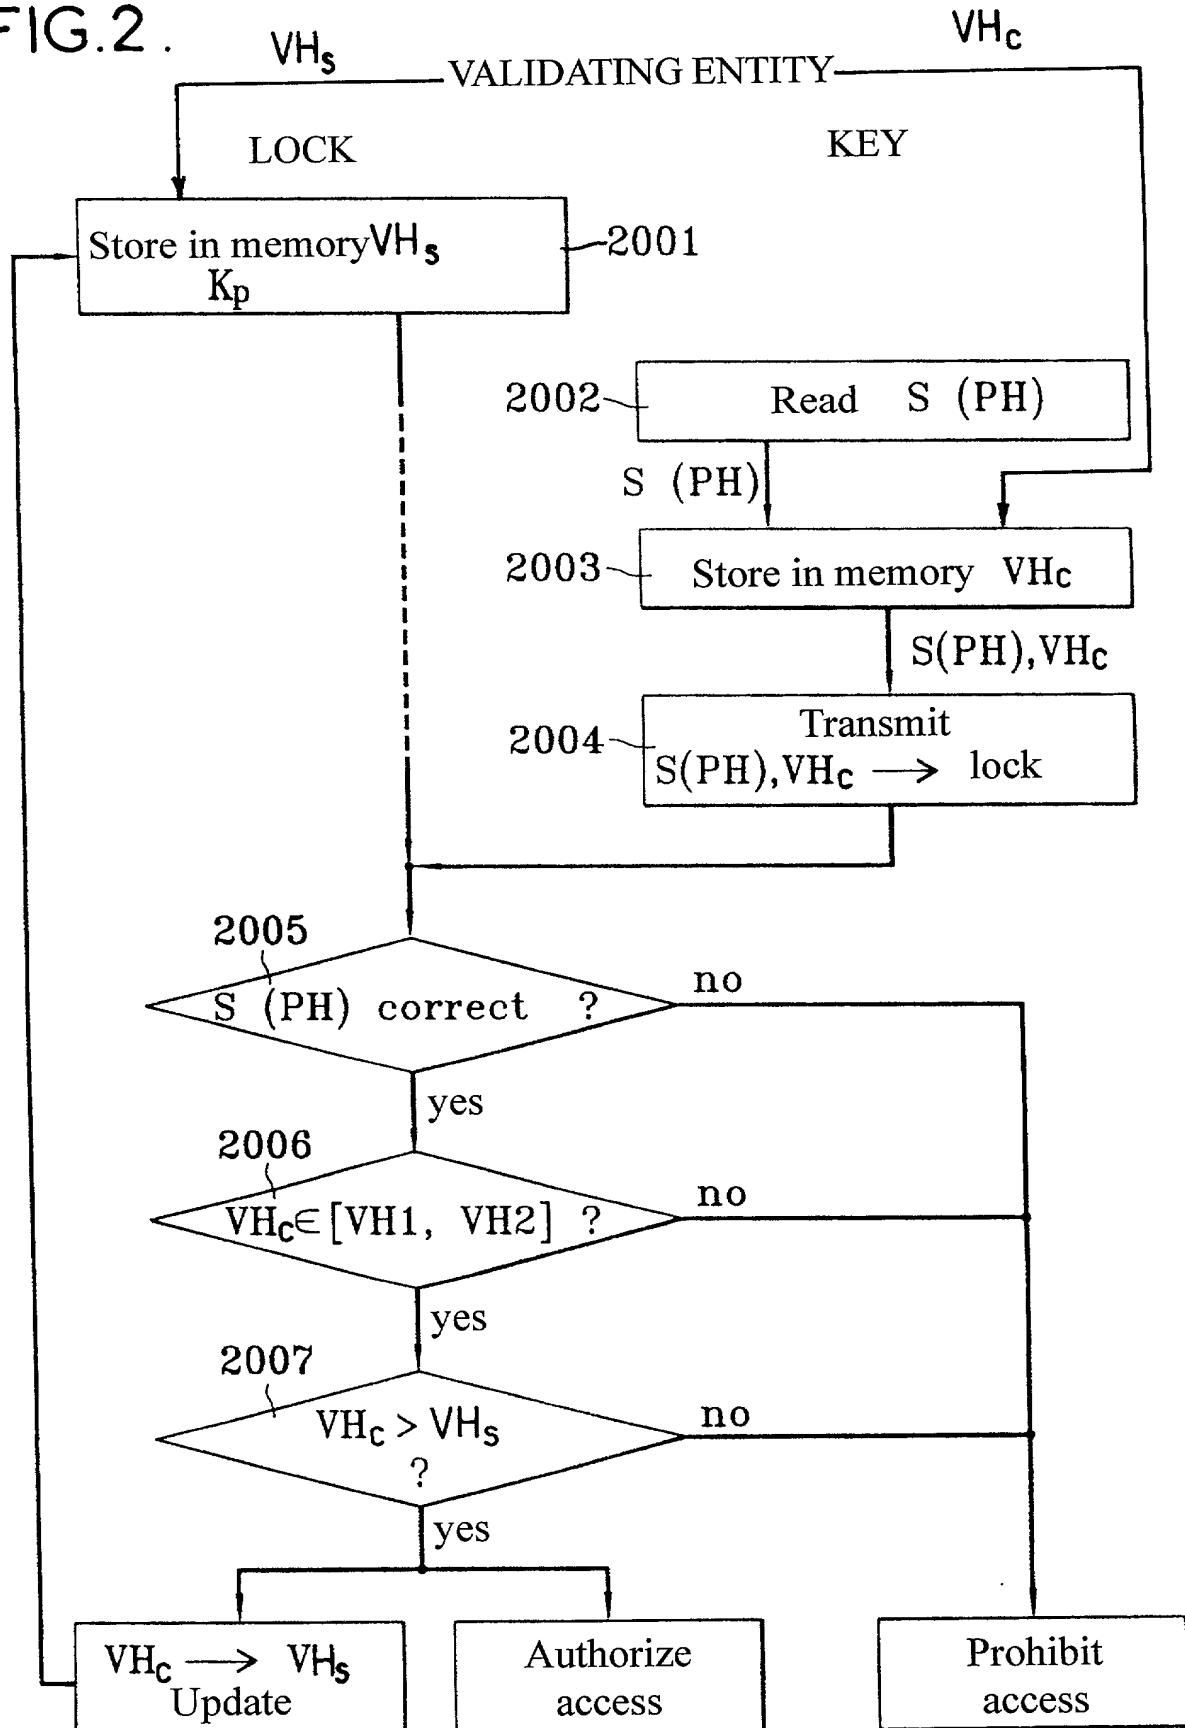 FIG.2.
VHs
VHc
VALIDATING ENTITY
LOCK
KEY
Store in memory VHs
Kp
2001
2002
Read S (PH)
S (PH)
2003
Store in memory VHc
S(PH),VHc
2004
Transmit
S(PH),VHc → lock
2005
S (PH) correct ?
no
yes
2006
VHc∈[VH1, VH2] ?
no
yes
2007
VHc > VHs
?
no
yes
VHc → VHs
Update
Authorize
access
Prohibit
access